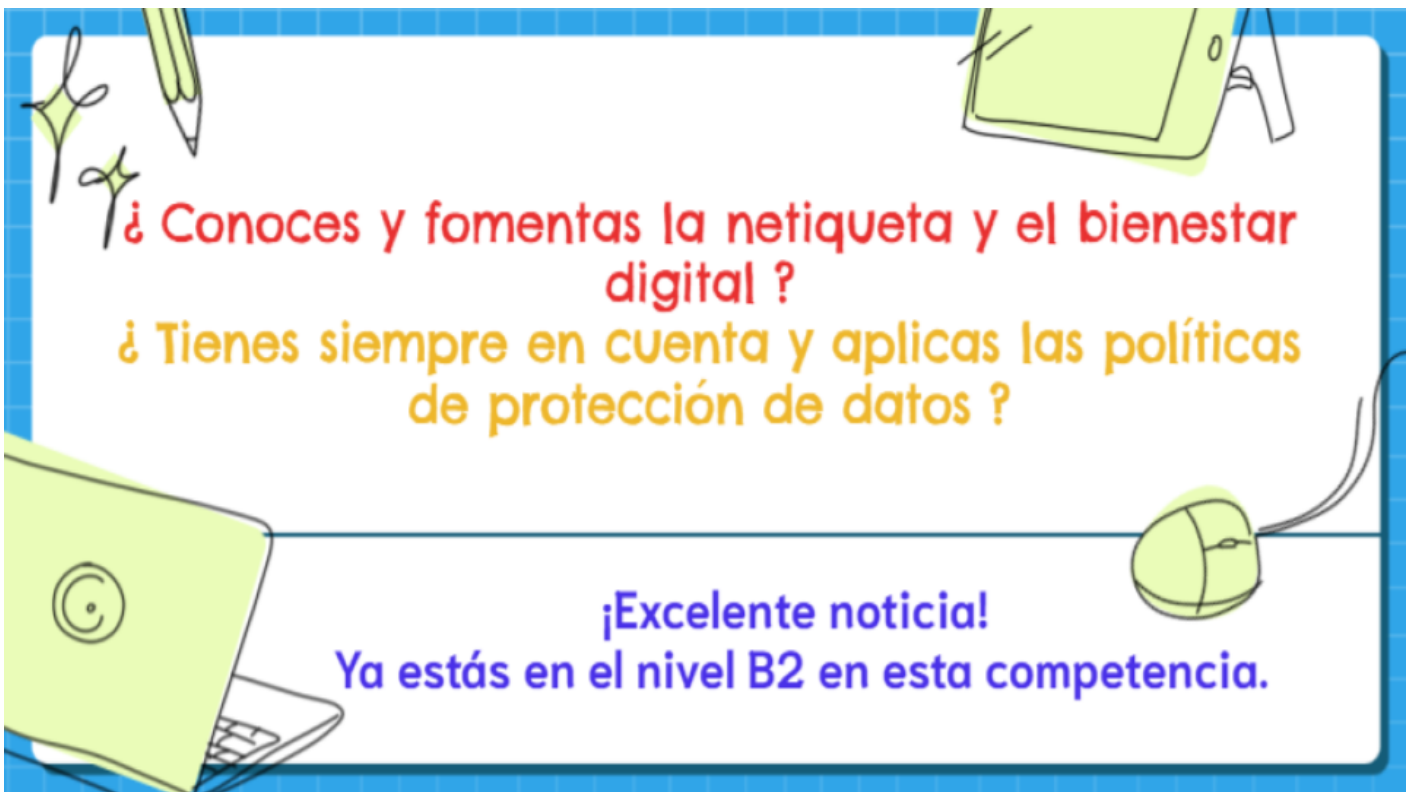 ¿ Conoces y fomentas la netiqueta y el bienestar
digital ?
¿ Tienes siempre en cuenta y aplicas las políticas
de protección de datos ?
¡Excelente noticia!
Ya estás en el nivel B2 en esta competencia.